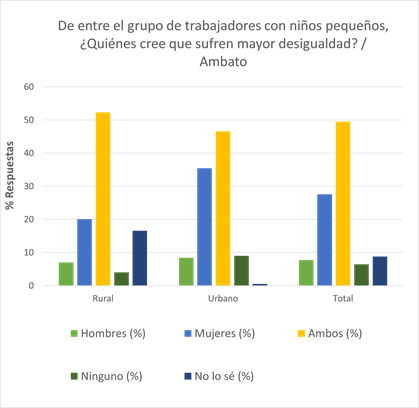 De entre el grupo de trabajadores con niños pequeños,
¿Quiénes cree que sufren mayor desigualdad? /
Ambato
% Respuestas
60
50
40
30
20
10
0
Rural Urbano Total
Hombres (%) Mujeres (%) Ambos (%)
Ninguno (%) No lo sé (%)